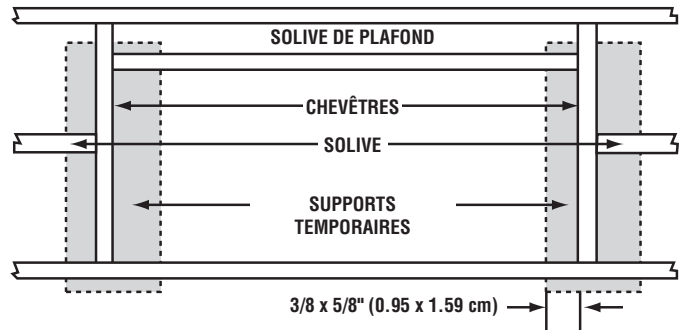 SOLIVE DE PLAFOND
CHEVÊTRES
SOLIVE
SUPPORTS
TEMPORAIRES
3/8 x 5/8" (0.95 x 1.59 cm)